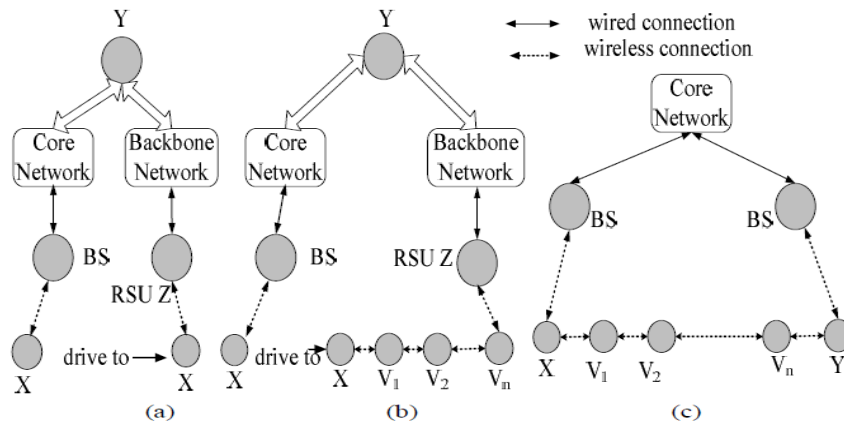 Y
Core
Network
Backbone
Network
BS
RSU Z
X
drive to
X
(a)
Y
Core
Network
Backbone
Network
BS
RSU Z
X
drive to
X
V1
V2
Vn
(b)
wired connection
wireless connection
Core
Network
BS
BS
X
V1
V2
Vn
Y
(c)